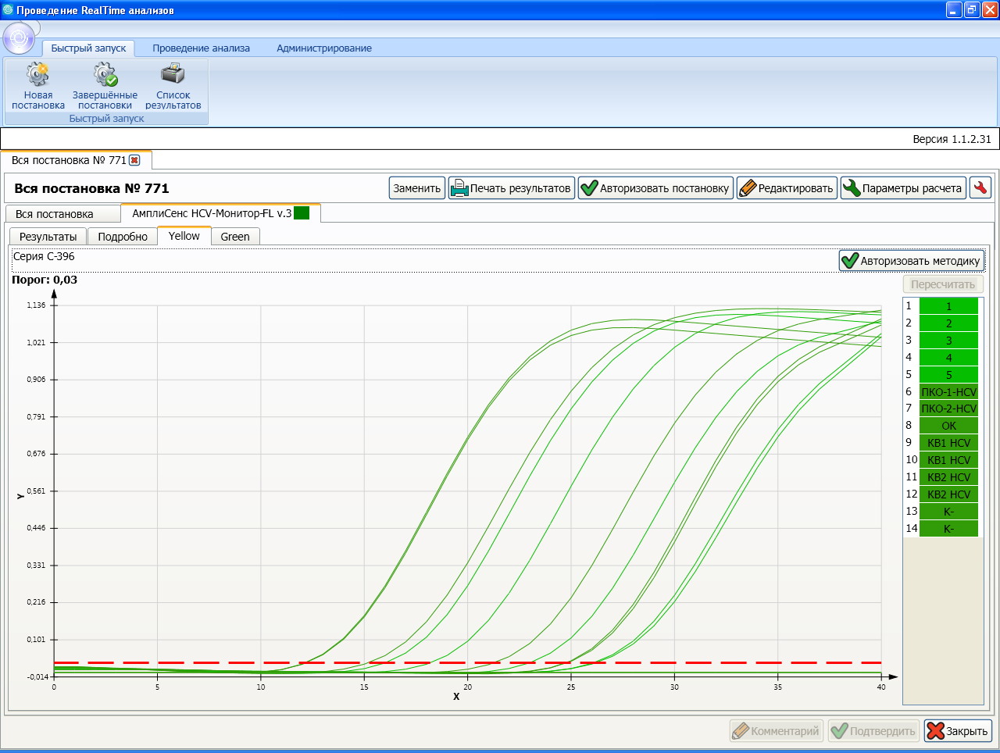 Проведение RealTime анализов
Быстрый запуск
Проведение анализа
Администрирование
Новая постановка
Завершённые постановки
Список результатов
Быстрый запуск
Версия 1.1.2.31
Вся постановка № 771
Вся постановка № 771
Заменить
Печать результатов
Авторизовать постановку
Редактировать
Параметры расчета
Вся постановка
АмплиСенс HCV-Монитор-FL v.3
Результаты
Подробно
Yellow
Green
Серия C-396
Авторизовать методику
Порог: 0,03
Пересчитать
1,136
1,021
0,906
0,791
0,676
0,561
0,446
0,331
0,216
0,101
-0,014
Y
0 5 10 15 20 25 30 35 40
X
1 1
2 2
3 3
4 4
5 5
6 ПКО-1-HCV
7 ПКО-2-HCV
8 ОК
9 КВ1 HCV
10 КВ1 HCV
11 КВ2 HCV
12 КВ2 HCV
13 К-
14 К-
Комментарий
Подтвердить
Закрыть